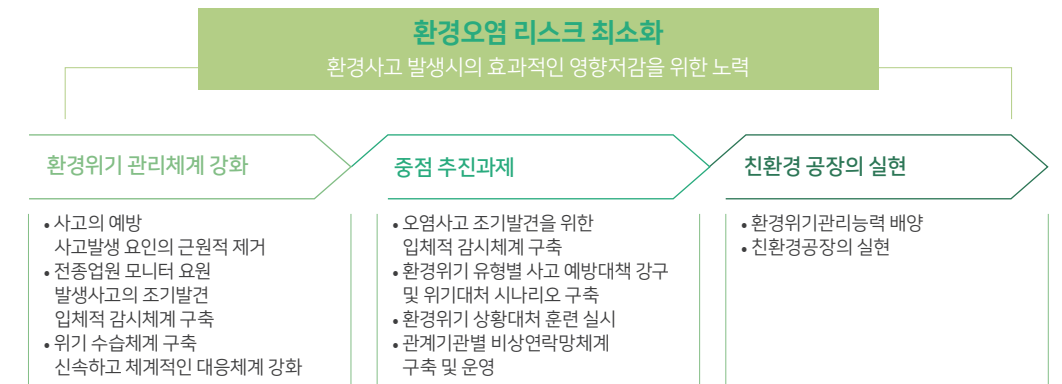 환경오염 리스크 최소화
환경사고 발생시의 효과적인 영향저감을 위한 노력
환경위기 관리체계 강화
• 사고의 예방
사고발생 요인의 근원적 제거
• 전종업원 모니터 요원
발생사고의 조기발견
입체적 감시체계 구축
• 위기 수습체계 구축
신속하고 체계적인 대응체계 강화
중점 추진과제
• 오염사고 조기발견을 위한
입체적 감시체계 구축
• 환경위기 유형별 사고 예방대책 강구
및 위기대처 시나리오 구축
• 환경위기 상황대처 훈련 실시
• 관계기관별 비상연락망체계
구축 및 운영
친환경 공장의 실현
• 환경위기관리능력 배양
• 친환경공장의 실현